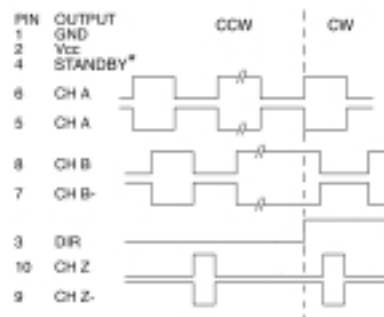 PIN OUTPUT CCW CW
1 GND
2 Vcc
4 STANDBY*
6 CH A
5 CH A
8 CH B
7 CH B-
3 DIR
10 CH Z
9 CH Z-